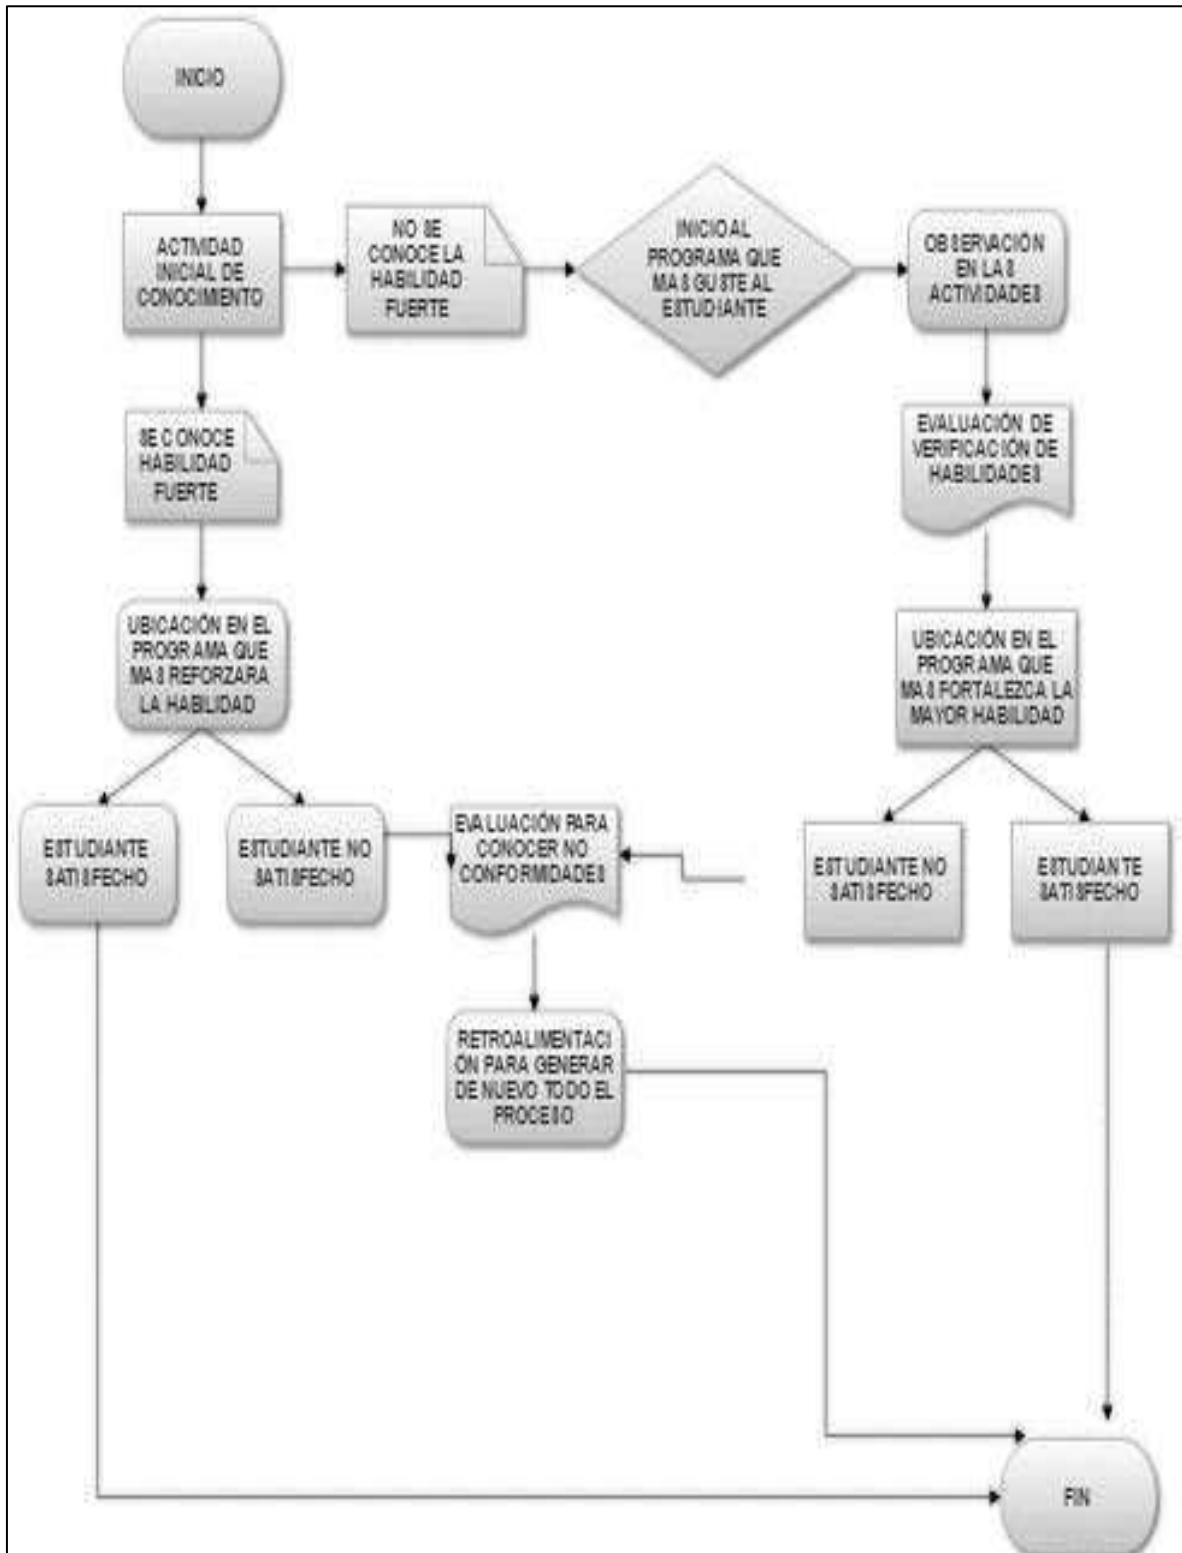 INICIO
ACTIVIDAD
INICIAL DE
CONOCIMIENTO
NO SE
CONOCE LA
HABILIDAD
FUERTE
INICIO AL
PROGRAMA QUE
MAS GUSTE AL
ESTUDIANTE
OBSERVACIÓN
EN LAS
ACTIVIDADES
SE CONOCE
HABILIDAD
FUERTE
EVALUACIÓN DE
VERIFICACIÓN DE
HABILIDADES
UBICACIÓN EN EL
PROGRAMA QUE
MAS REFORZARA
LA HABILIDAD
UBICACIÓN EN EL
PROGRAMA QUE
MAS FORTALEZCA LA
MAYOR HABILIDAD
ESTUDIANTE
SATISFECHO
ESTUDIANTE NO
SATISFECHO
EVALUACIÓN PARA
CONOCER NO
CONFORMIDADES
ESTUDIANTE NO
SATISFECHO
ESTUDIANTE
SATISFECHO
RETROALIMENTACI
ÓN PARA GENERAR
DE NUEVO TODO EL
PROCESO
FIN